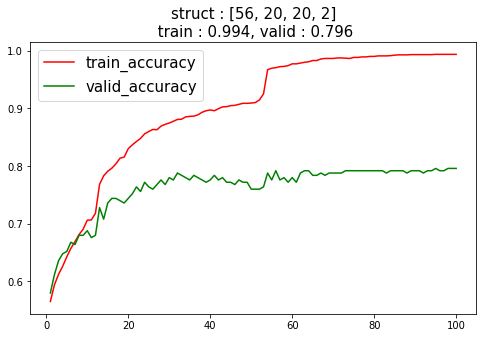 struct : [56, 20, 20, 2]
train : 0.994, valid : 0.796
train_accuracy
valid_accuracy
1.0
0.9
0.8
0.7
0.6
0
20
40
60
80
100